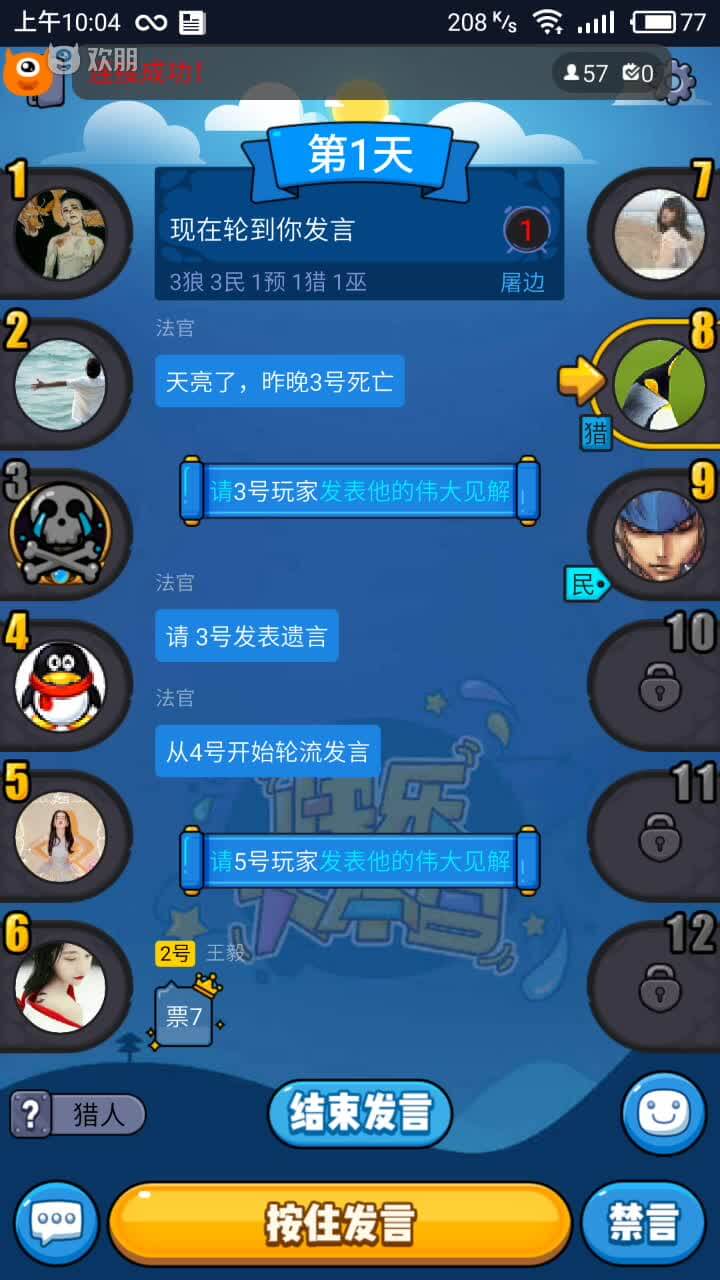 上午10:04
208 K/s
77
欢朋
连接成功!
57
0
第1天
现在轮到你发言
1
3狼 3民 1预 1猎 1巫
屠边
1
2
3
4
5
6
7
8
猎
9
民
10
11
12
法官
天亮了，昨晚3号死亡
请3号玩家发表他的伟大见解
法官
请 3号发表遗言
法官
从4号开始轮流发言
请5号玩家发表他的伟大见解
快乐
2号 王毅
票7
?
猎人
结束发言
按住发言
禁言